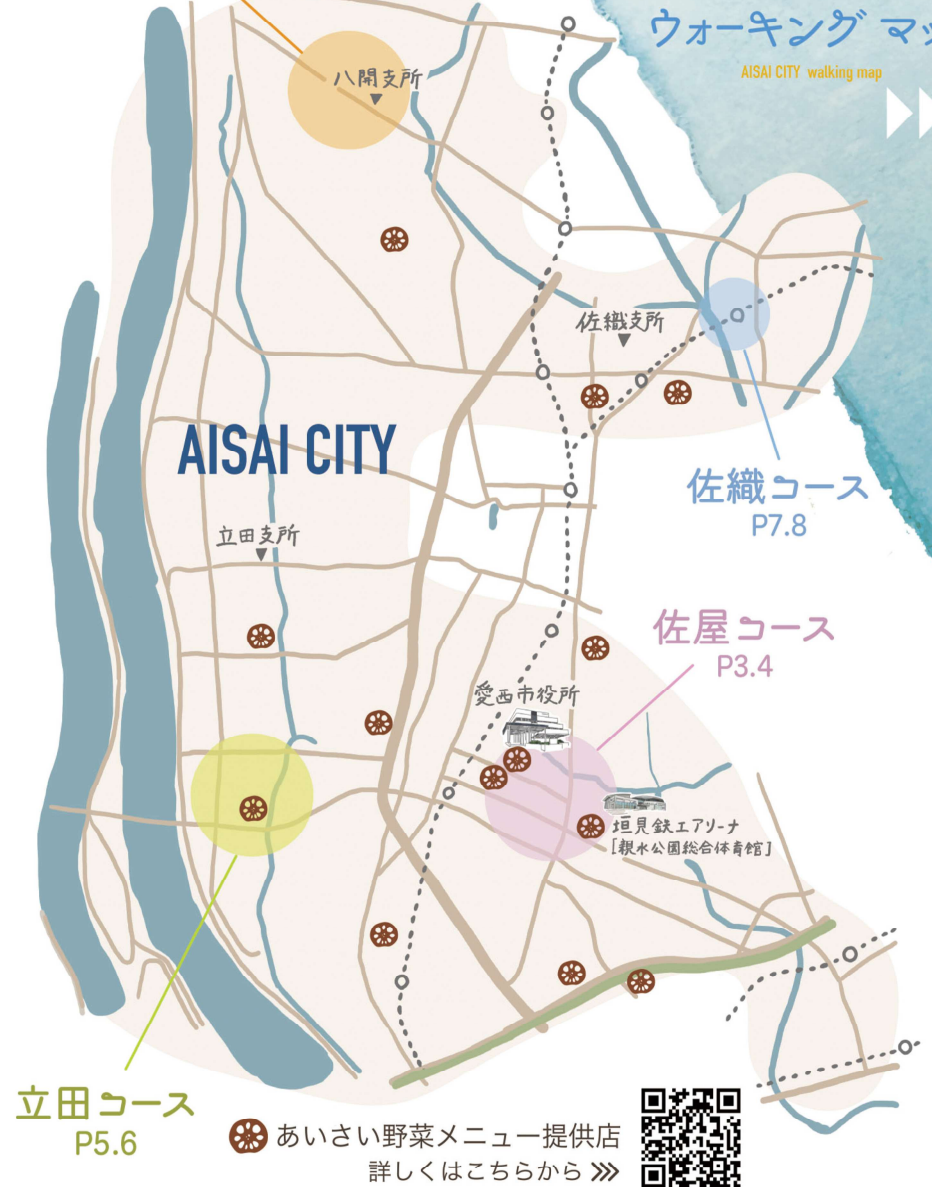 ウォーキング マッ
AISAI CITY walking map
八開支所
佐織支所
AISAI CITY
佐織コース
P7.8
立田支所
佐屋コース
P3.4
愛西市役所
垣見鉄工アリーナ
[親水公園総合体育館]
立田コース
P5.6
あいさい野菜メニュー提供店
詳しくはこちらから